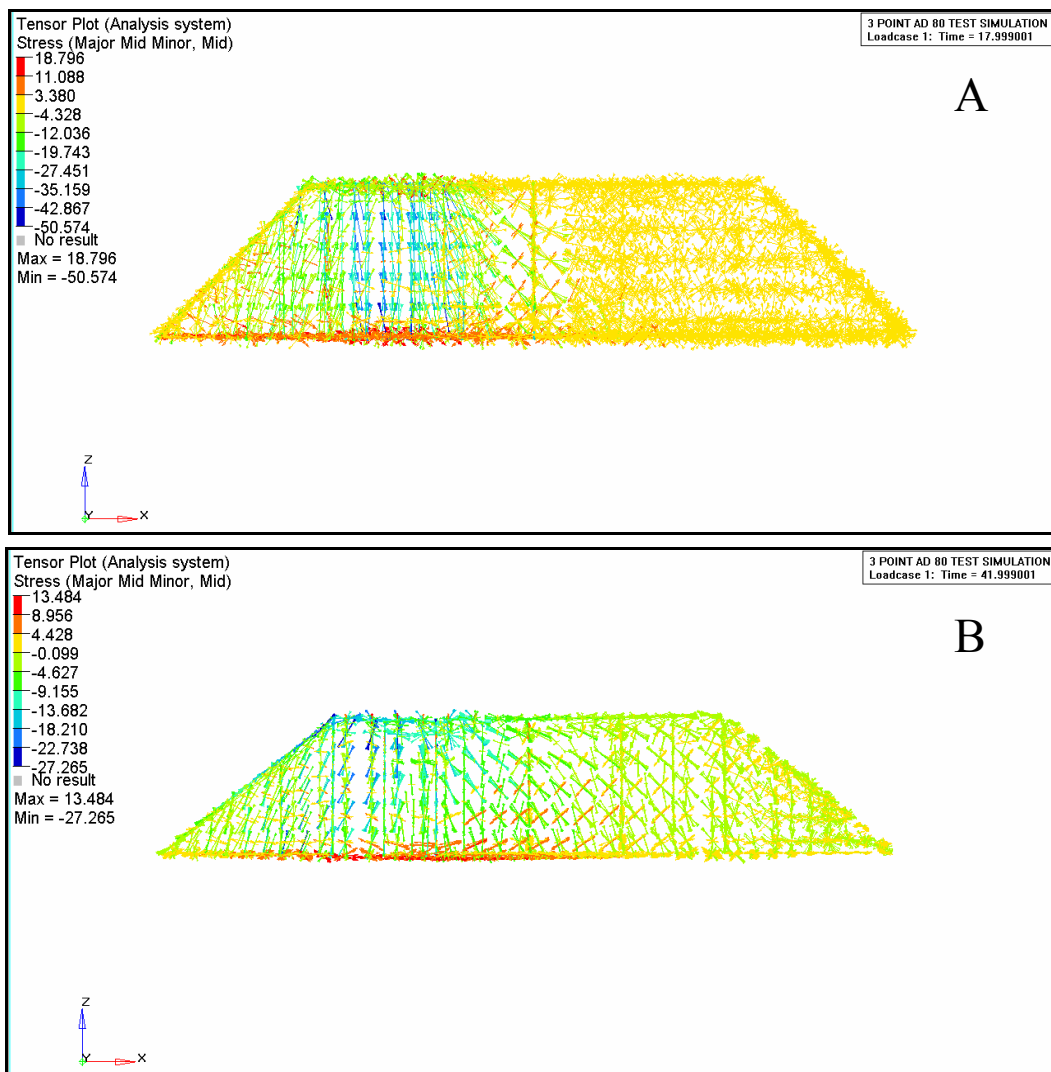 Tensor Plot (Analysis system)
Stress (Major Mid Minor, Mid)
18.796
11.088
3.380
-4.328
-12.036
-19.743
-27.451
-35.159
-42.867
-50.574
No result
Max = 18.796
Min = -50.574
3 POINT AD 80 TEST SIMULATION
Loadcase 1: Time = 17.999001
A
Z
Y
X
Tensor Plot (Analysis system)
Stress (Major Mid Minor, Mid)
13.484
8.956
4.428
-0.099
-4.627
-9.155
-13.682
-18.210
-22.738
-27.265
No result
Max = 13.484
Min = -27.265
3 POINT AD 80 TEST SIMULATION
Loadcase 1: Time = 41.999001
B
Z
Y
X